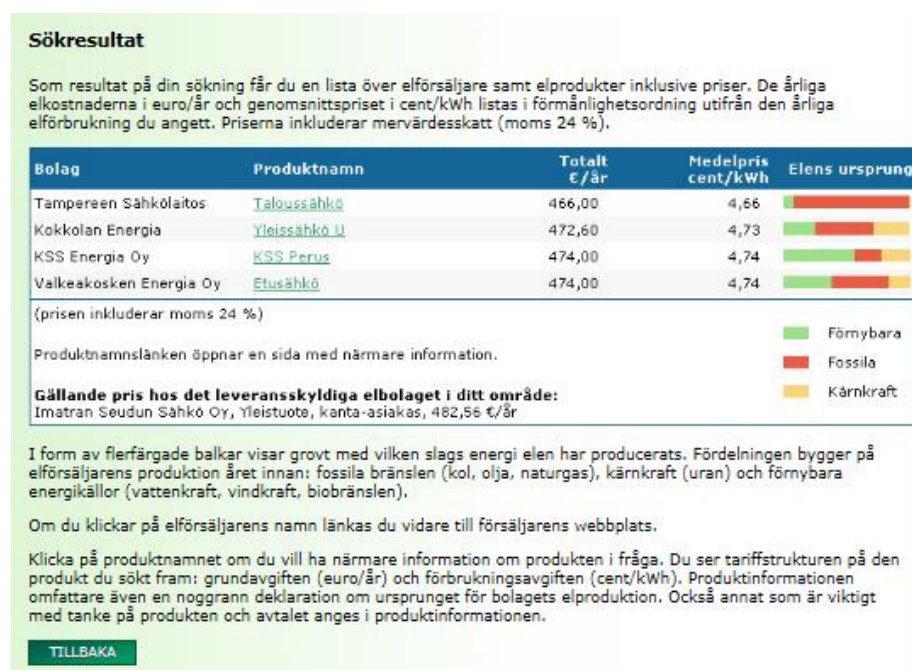 Sökresultat
Som resultat på din sökning får du en lista över elförsäljare samt elprodukter inklusive priser. De årliga
elkostnaderna i euro/år och genomsnittspriset i cent/kWh listas i förmånlighetsordning utifrån den årliga
elförbrukning du angett. Priserna inkluderar mervärdesskatt (moms 24 %).
Bolag Produktnamn Totalt €/år Medelpris cent/kWh Elens ursprung
Tampereen Sähkölaitos Taloussähkö 466,00 4,66
Kokkolan Energia Yleissähkö U 472,60 4,73
KSS Energia Oy KSS Perus 474,00 4,74
Valkeakosken Energia Oy Etusähkö 474,00 4,74
(prisen inkluderar moms 24 %)
Förnybara
Produktnamnslänken öppnar en sida med närmare information.
Fossila
Kärnkraft
Gällande pris hos det leveransskyldiga elbolaget i ditt område:
Imatran Seudun Sähkö Oy, Yleistuote, kanta-asiakas, 482,56 €/år
I form av flerfärgade balkar visar grovt med vilken slags energi elen har producerats. Fördelningen bygger på
elförsäljarens produktion året innan: fossila bränslen (kol, olja, naturgas), kärnkraft (uran) och förnybara
energikällor (vattenkraft, vindkraft, biobränslen).
Om du klickar på elförsäljarens namn länkas du vidare till försäljarens webbplats.
Klicka på produktnamnet om du vill ha närmare information om produkten i fråga. Du ser tariffstrukturen på den
produkt du sökt fram: grundavgiften (euro/år) och förbrukningsavgiften (cent/kWh). Produktinformationen
omfattare även en noggrann deklaration om ursprunget för bolagets elproduktion. Också annat som är viktigt
med tanke på produkten och avtalet anges i produktinformationen.
TILLBAKA